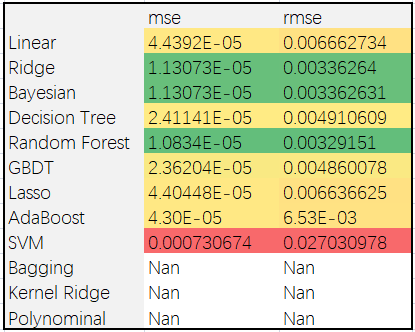 mse rmse
Linear 4.4392E-05 0.006662734
Ridge 1.13073E-05 0.00336264
Bayesian 1.13073E-05 0.003362631
Decision Tree 2.41141E-05 0.004910609
Random Forest 1.0834E-05 0.00329151
GBDT 2.36204E-05 0.004860078
Lasso 4.40448E-05 0.006636625
AdaBoost 4.30E-05 6.53E-03
SVM 0.000730674 0.027030978
Bagging Nan Nan
Kernel Ridge Nan Nan
Polynominal Nan Nan